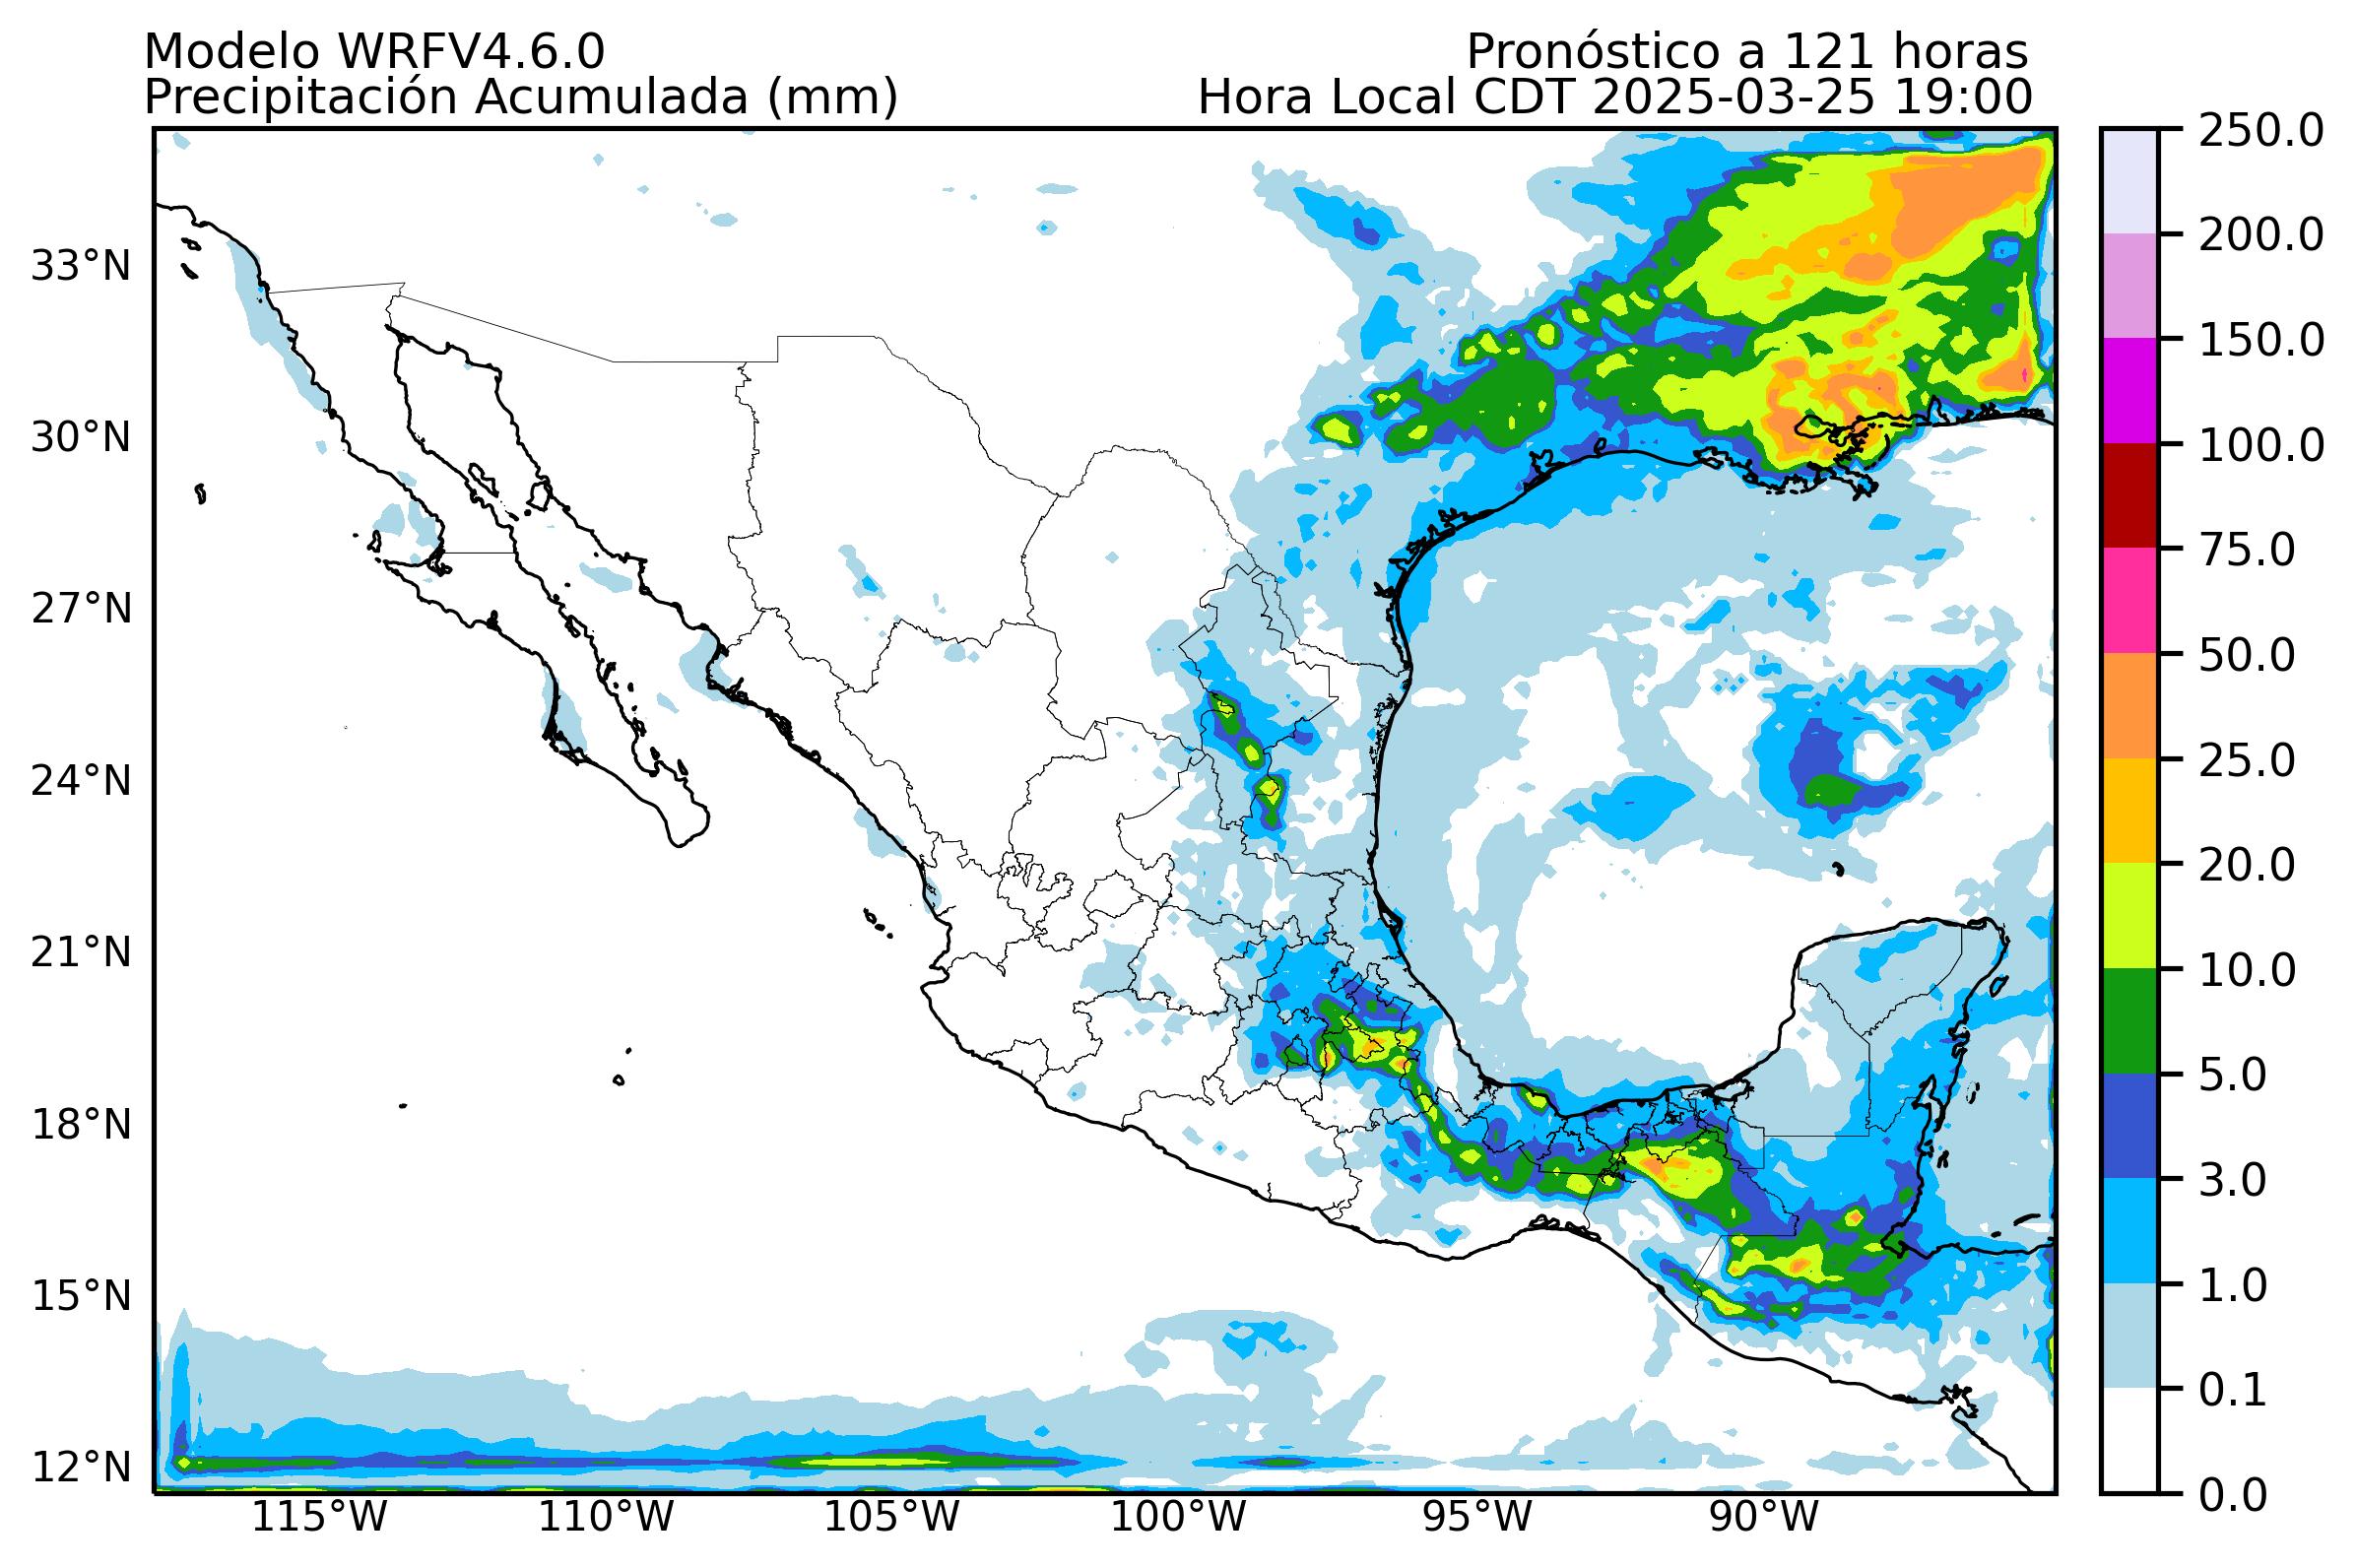 Modelo WRFV4.6.0
Pronóstico a 121 horas
Precipitación Acumulada (mm)
Hora Local CDT 2025-03-25 19:00
33°N
30°N
27°N
24°N
21°N
18°N
15°N
12°N
115°W
110°W
105°W
100°W
95°W
90°W
250.0
200.0
150.0
100.0
75.0
50.0
25.0
20.0
10.0
5.0
3.0
1.0
0.1
0.0